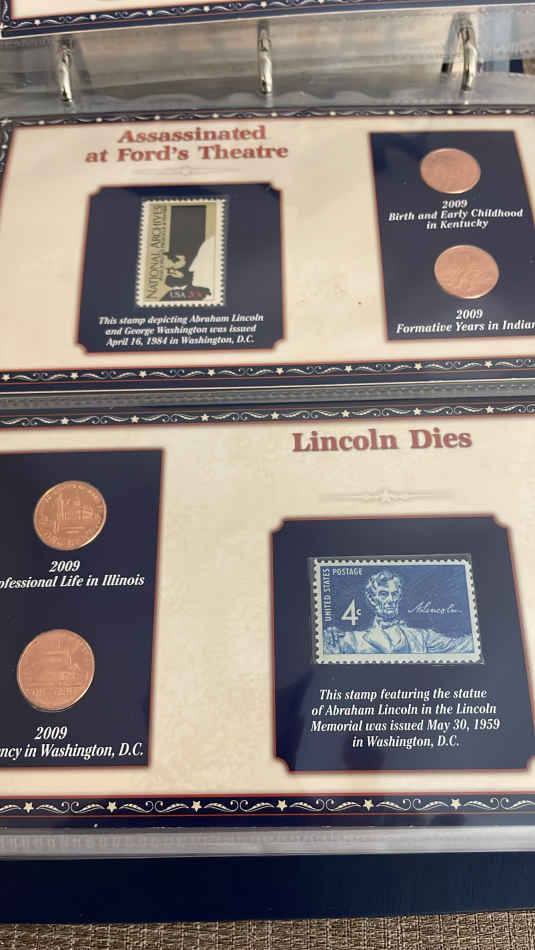 Assassinated
at Ford's Theatre
NATIONAL ARCHIVES
USA 20c
This stamp depicting Abraham Lincoln
and George Washington was issued
April 16, 1984 in Washington, D.C.
2009
Birth and Early Childhood
in Kentucky
2009
Formative Years in Indian
2009
ofessional Life in Illinois
2009
ncy in Washington, D.C.
Lincoln Dies
UNITED STATES POSTAGE
4c
A. Lincoln
This stamp featuring the statue
of Abraham Lincoln in the Lincoln
Memorial was issued May 30, 1959
in Washington, D.C.